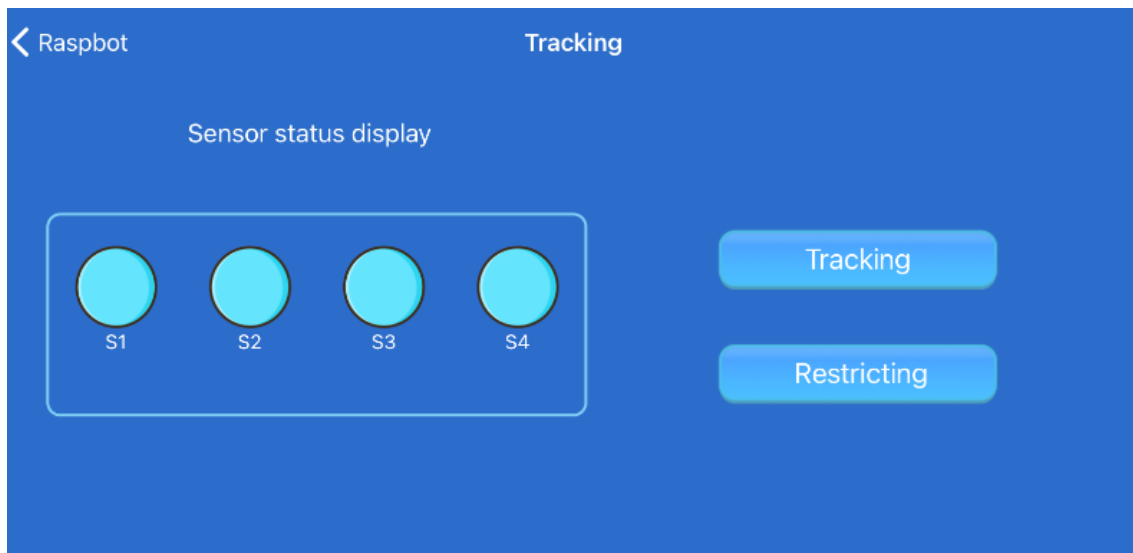 Raspbot
Tracking
Sensor status display
S1 S2 S3 S4
Tracking
Restricting